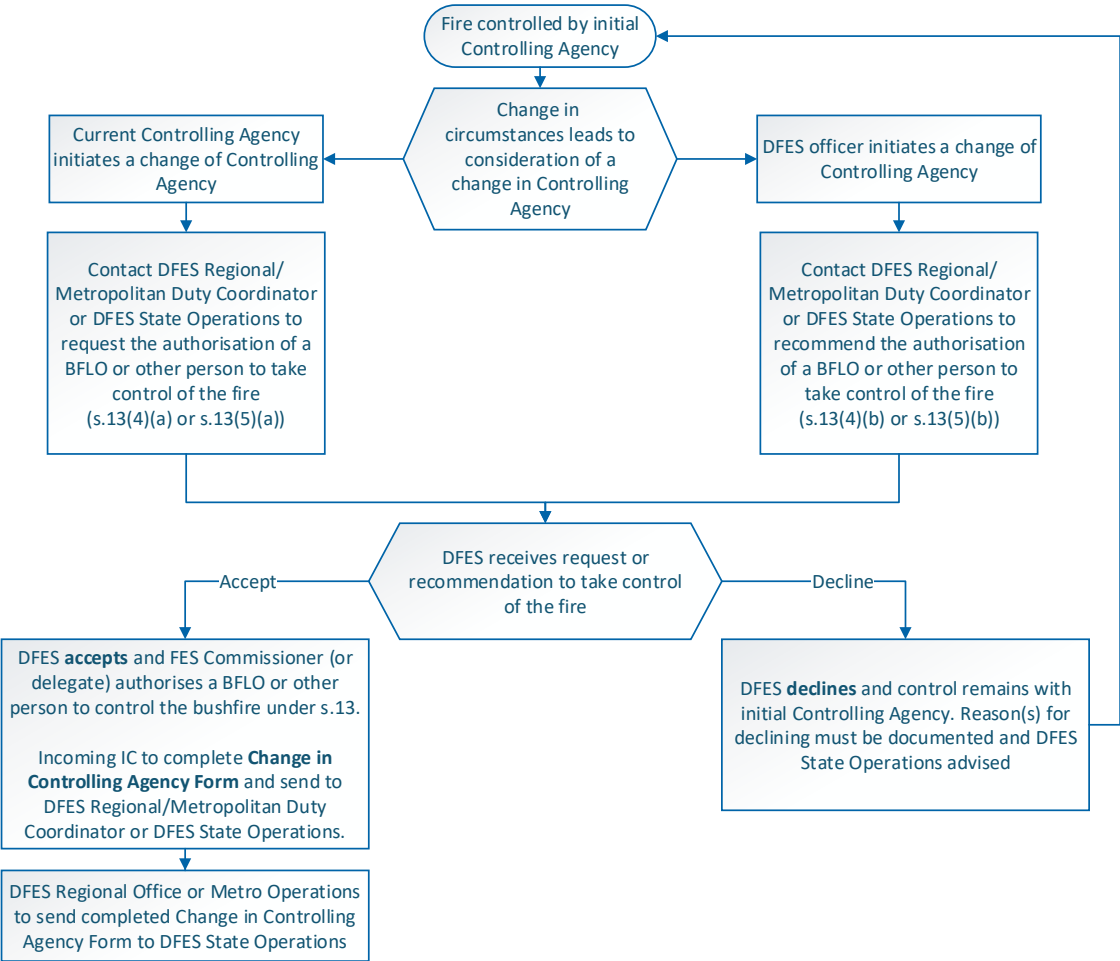 Fire controlled by initial
Controlling Agency
Change in
circumstances leads to
consideration of a
change in Controlling
Agency
Current Controlling Agency
initiates a change of Controlling
Agency
DFES officer initiates a change of
Controlling Agency
Contact DFES Regional/
Metropolitan Duty Coordinator
or DFES State Operations to
request the authorisation of a
BFLO or other person to take
control of the fire
(s.13(4)(a) or s.13(5)(a))
Contact DFES Regional/
Metropolitan Duty Coordinator
or DFES State Operations to
recommend the authorisation
of a BFLO or other person to
take control of the fire
(s.13(4)(b) or s.13(5)(b))
DFES receives request or
recommendation to take control
of the fire
Accept
Decline
DFES accepts and FES Commissioner (or
delegate) authorises a BFLO or other
person to control the bushfire under s.13.
Incoming IC to complete Change in
Controlling Agency Form and send to
DFES Regional/Metropolitan Duty
Coordinator or DFES State Operations.
DFES declines and control remains with
initial Controlling Agency. Reason(s) for
declining must be documented and DFES
State Operations advised
DFES Regional Office or Metro Operations
to send completed Change in Controlling
Agency Form to DFES State Operations